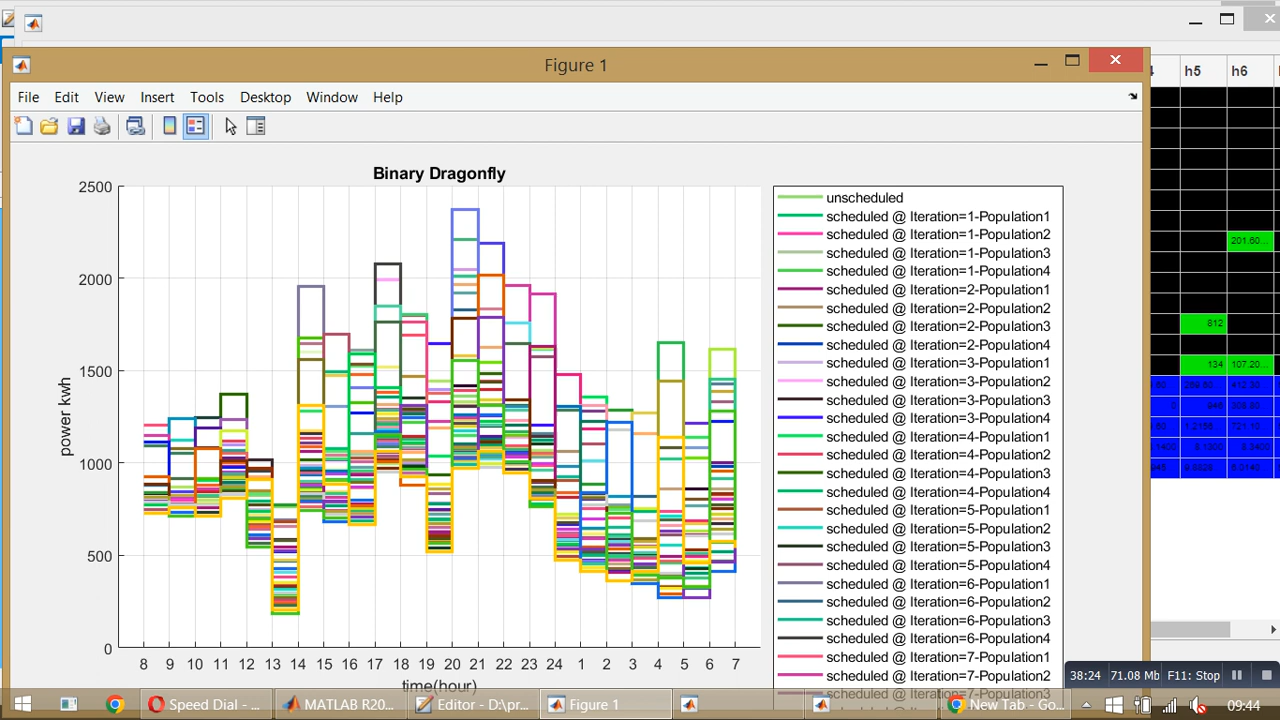 Figure 1
File Edit View Insert Tools Desktop Window Help
h5 h6
Binary Dragonfly
2500
2000
1500
1000
500
0
power kwh
8 9 10 11 12 13 14 15 16 17 18 19 20 21 22 23 24 1 2 3 4 5 6 7
time(hour)
unscheduled
scheduled @ Iteration=1-Population1
scheduled @ Iteration=1-Population2
scheduled @ Iteration=1-Population3
scheduled @ Iteration=1-Population4
scheduled @ Iteration=2-Population1
scheduled @ Iteration=2-Population2
scheduled @ Iteration=2-Population3
scheduled @ Iteration=2-Population4
scheduled @ Iteration=3-Population1
scheduled @ Iteration=3-Population2
scheduled @ Iteration=3-Population3
scheduled @ Iteration=3-Population4
scheduled @ Iteration=4-Population1
scheduled @ Iteration=4-Population2
scheduled @ Iteration=4-Population3
scheduled @ Iteration=4-Population4
scheduled @ Iteration=5-Population1
scheduled @ Iteration=5-Population2
scheduled @ Iteration=5-Population3
scheduled @ Iteration=5-Population4
scheduled @ Iteration=6-Population1
scheduled @ Iteration=6-Population2
scheduled @ Iteration=6-Population3
scheduled @ Iteration=6-Population4
scheduled @ Iteration=7-Population1
scheduled @ Iteration=7-Population2
scheduled @ Iteration=7-Population3
201.60...
812
134 107.20...
38:24 71.08 Mb F11: Stop
Speed Dial -... MATLAB R20... Editor - D:\pr... Figure 1 New Tab - Go... 09:44